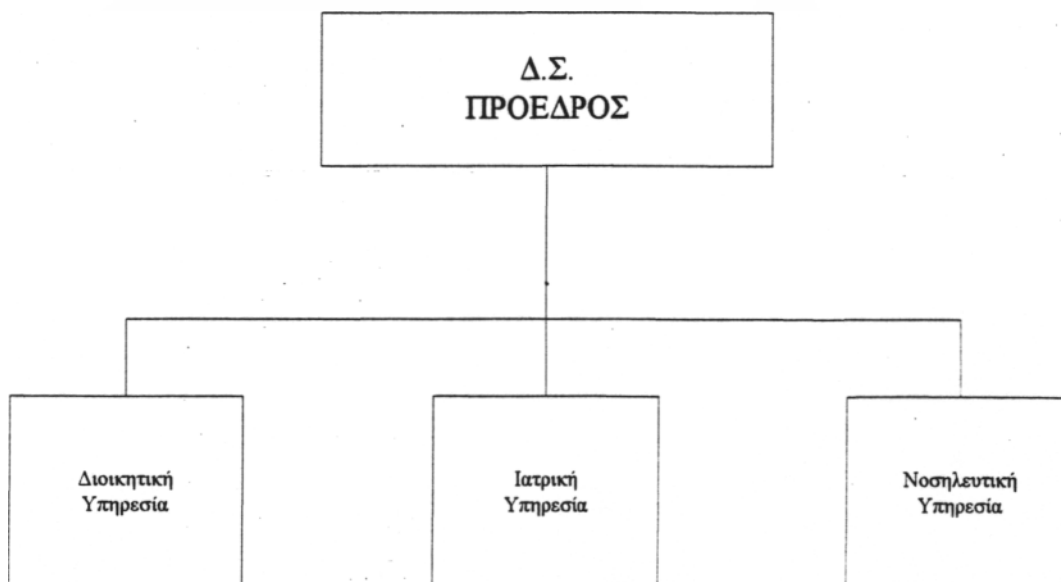 Δ.Σ.
ΠΡΟΕΔΡΟΣ
Διοικητική
Υπηρεσία
Ιατρική
Υπηρεσία
Νοσηλευτική
Υπηρεσία